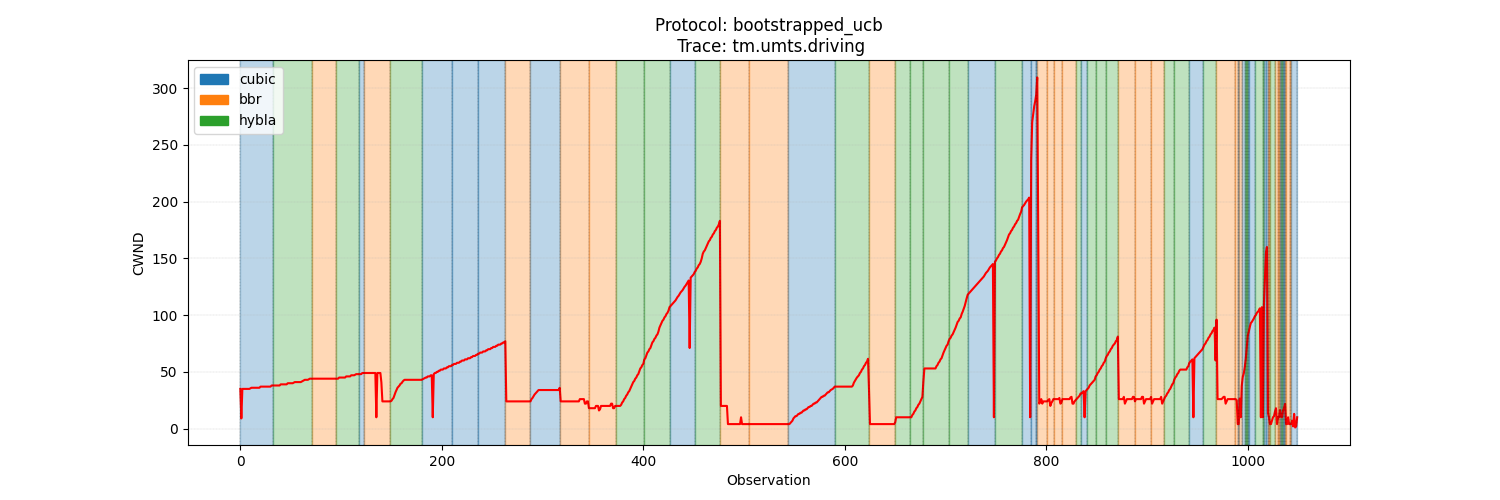 Protocol: bootstrapped_ucb
Trace: tm.umts.driving
cubic
bbr
hybla
300
250
200
150
100
50
0
CWND
0 200 400 600 800 1000
Observation